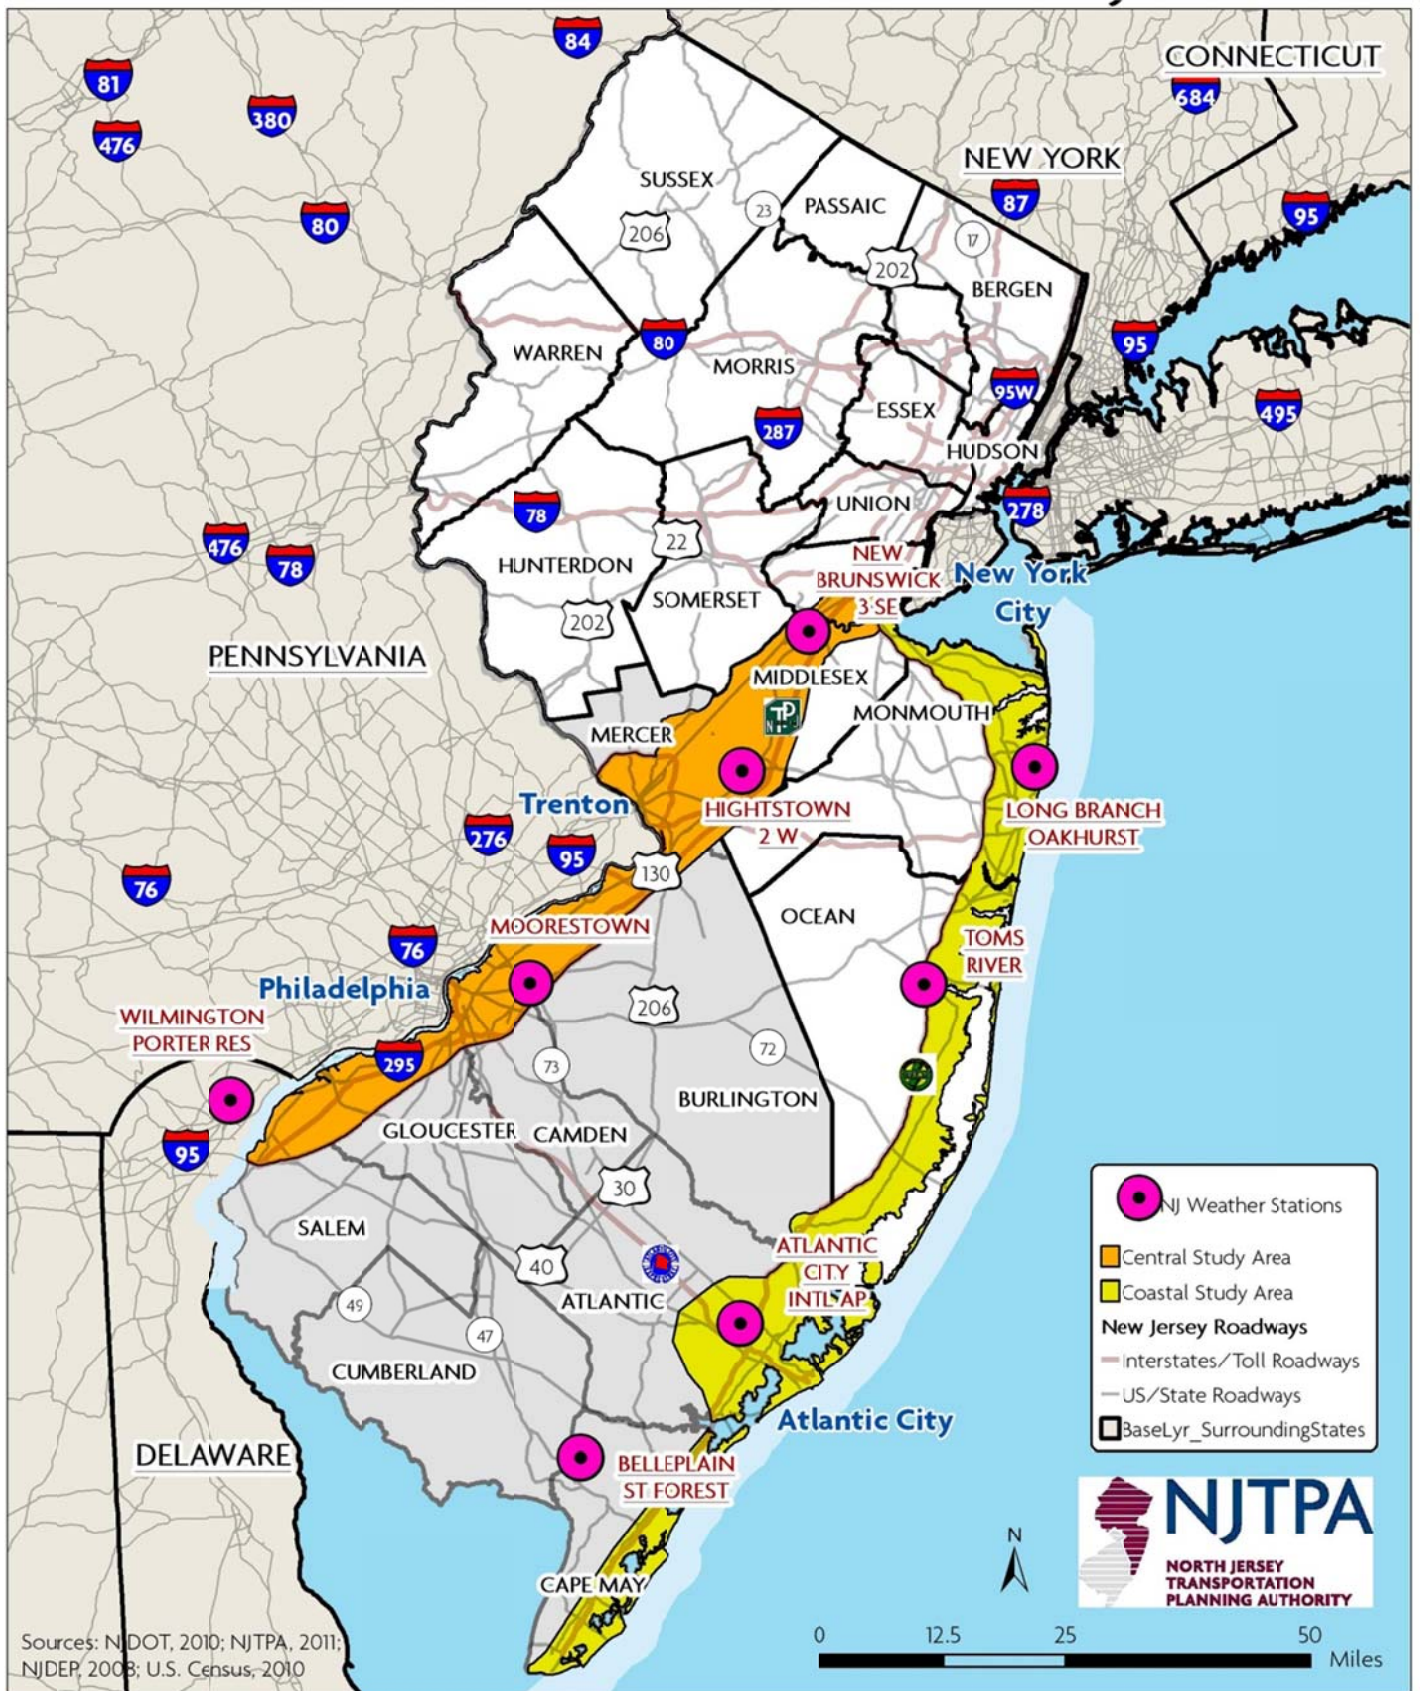 84
CONNECTICUT
81
684
380
476
NEW YORK
SUSSEX
87
PASSAIC
95
80
23
206
17
202
BERGEN
80
95
WARREN
MORRIS
95W
ESSEX
495
287
HUDSON
UNION
278
78
22
476
78
NEW
BRUNSWICK
3 SE
HUNTERDON
New York
City
SOMERSET
202
PENNSYLVANIA
MIDDLESEX
MONMOUTH
TP
N
MERCER
Trenton
HIGHTSTOWN
2 W
LONG BRANCH
OAKHURST
276
95
130
76
MOORESTOWN
OCEAN
76
TOMS
RIVER
Philadelphia
206
WILMINGTON
PORTER RES
295
73
72
BURLINGTON
GLOUCESTER
CAMDEN
95
30
SALEM
NJ Weather Stations
ATLANTIC
CITY
INTL AP
40
Central Study Area
Coastal Study Area
49
ATLANTIC
New Jersey Roadways
47
Interstates/Toll Roadways
CUMBERLAND
US/State Roadways
Atlantic City
BaseLyr_SurroundingStates
DELAWARE
BELLEPLAIN
ST FOREST
NJTPA
NORTH JERSEY
TRANSPORTATION
PLANNING AUTHORITY
N
CAPE MAY
0 12.5 25 50
Miles
Sources: NJDOT, 2010; NJTPA, 2011;
NJDEP, 2008; U.S. Census, 2010